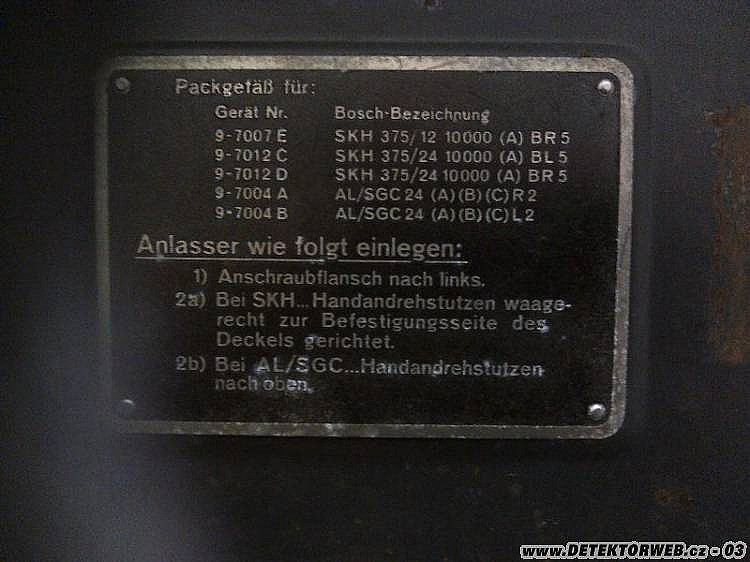 Packgefäß für:
Gerät Nr. Bosch-Bezeichnung
9-7007 E SKH 375/12 10000 (A) BR 5
9-7012 C SKH 375/24 10000 (A) BL 5
9-7012 D SKH 375/24 10000 (A) BR 5
9-7004 A AL/SGC 24 (A)(B)(C) R 2
9-7004 B AL/SGC 24 (A)(B)(C) L 2
Anlasser wie folgt einlegen:
1) Anschraubflansch nach links.
2a) Bei SKH... Handandrehstutzen waage-
recht zur Befestigungsseite des
Deckels gerichtet.
2b) Bei AL/SGC...Handandrehstutzen
nach oben.
www.DETEKTORWEB.cz - 03